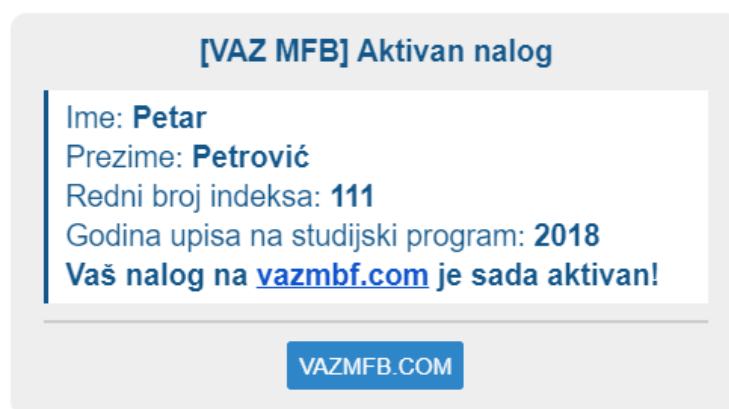 [VAZ MFB] Aktivan nalog
Ime: Petar
Prezime: Petrović
Redni broj indeksa: 111
Godina upisa na studijski program: 2018
Vaš nalog na vazmbf.com je sada aktivan!
VAZMFB.COM